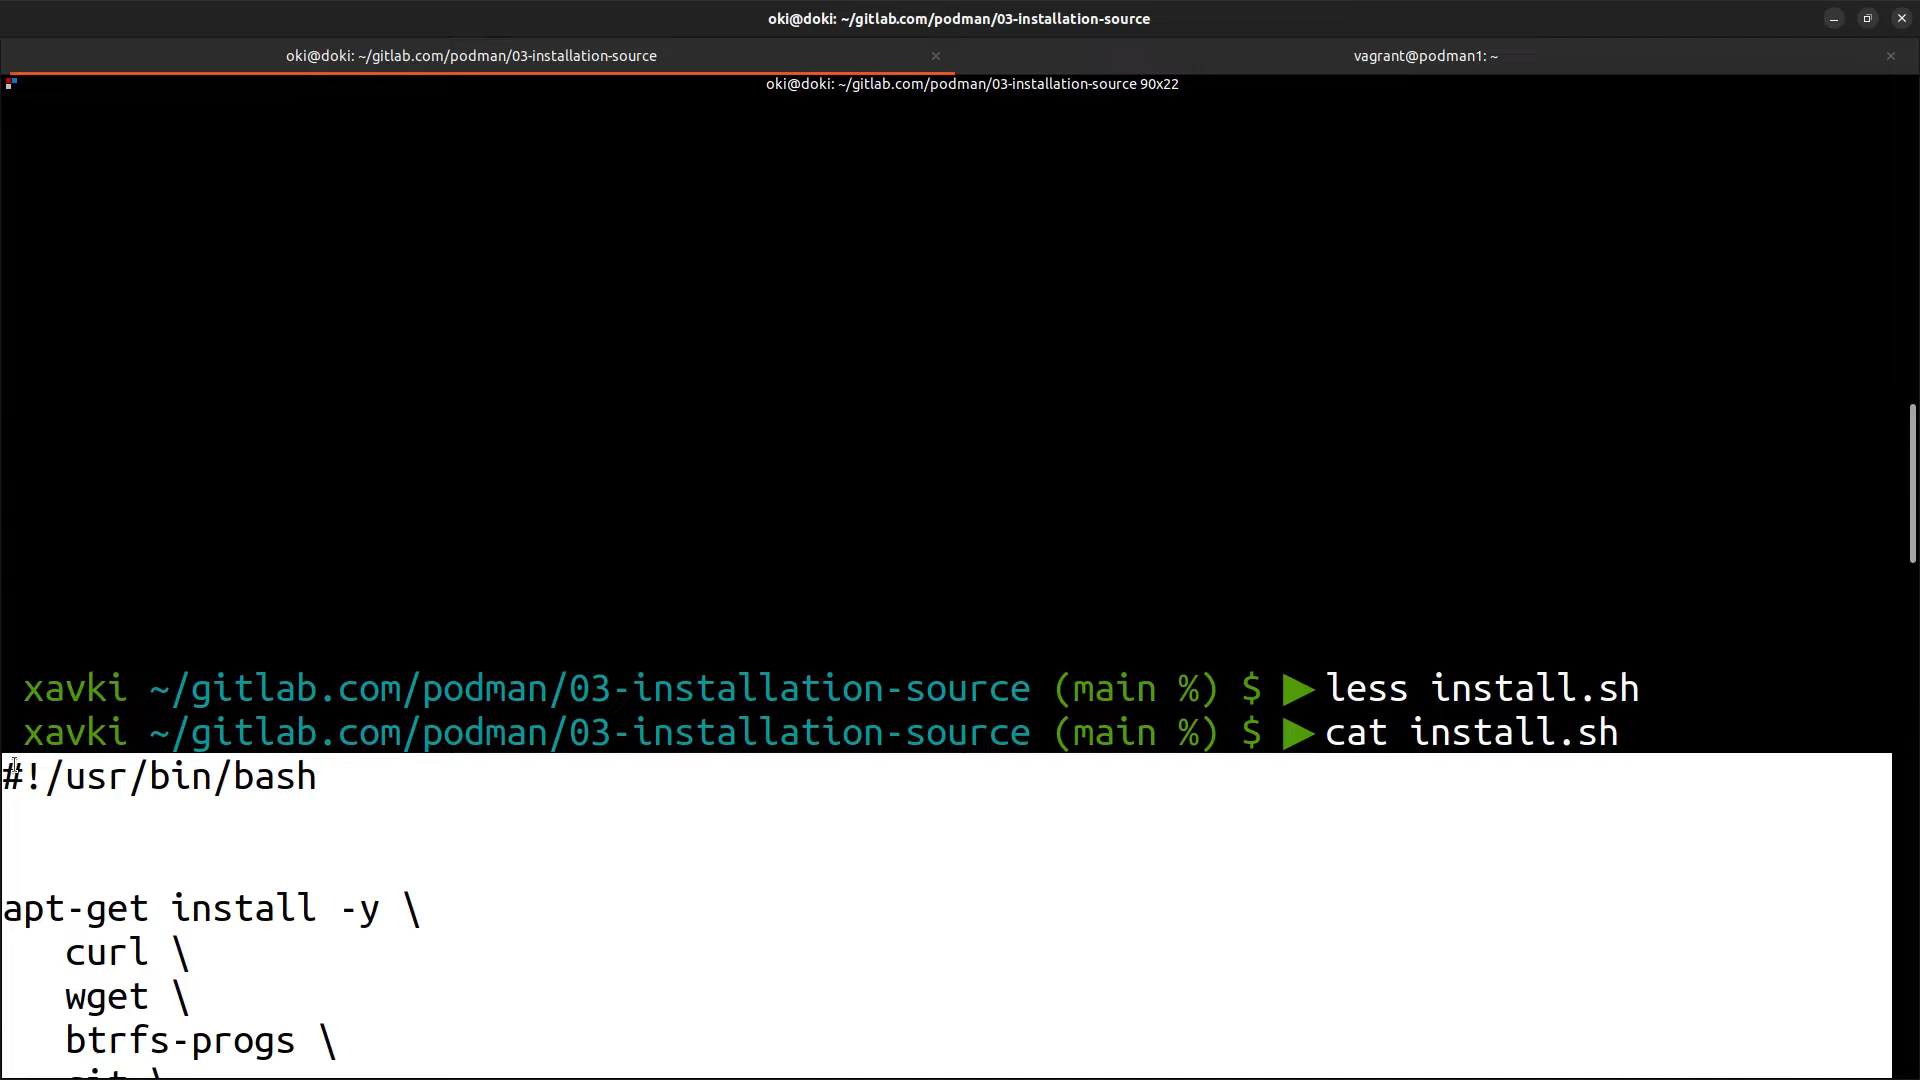 oki@doki: ~/gitlab.com/podman/03-installation-source
oki@doki: ~/gitlab.com/podman/03-installation-source
vagrant@podman1: ~
oki@doki: ~/gitlab.com/podman/03-installation-source 90x22
xavki ~/gitlab.com/podman/03-installation-source (main %) $ ▶ less install.sh
xavki ~/gitlab.com/podman/03-installation-source (main %) $ ▶ cat install.sh
#!/usr/bin/bash
apt-get install -y \
curl \
wget \
btrfs-progs \
git \